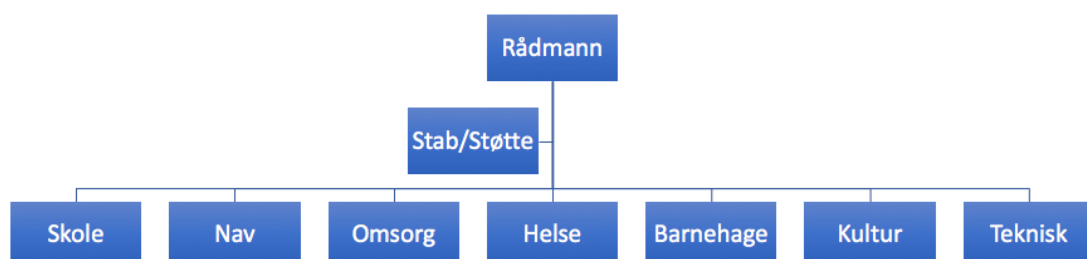 Rådmann
Stab/Støtte
Skole
Nav
Omsorg
Helse
Barnehage
Kultur
Teknisk